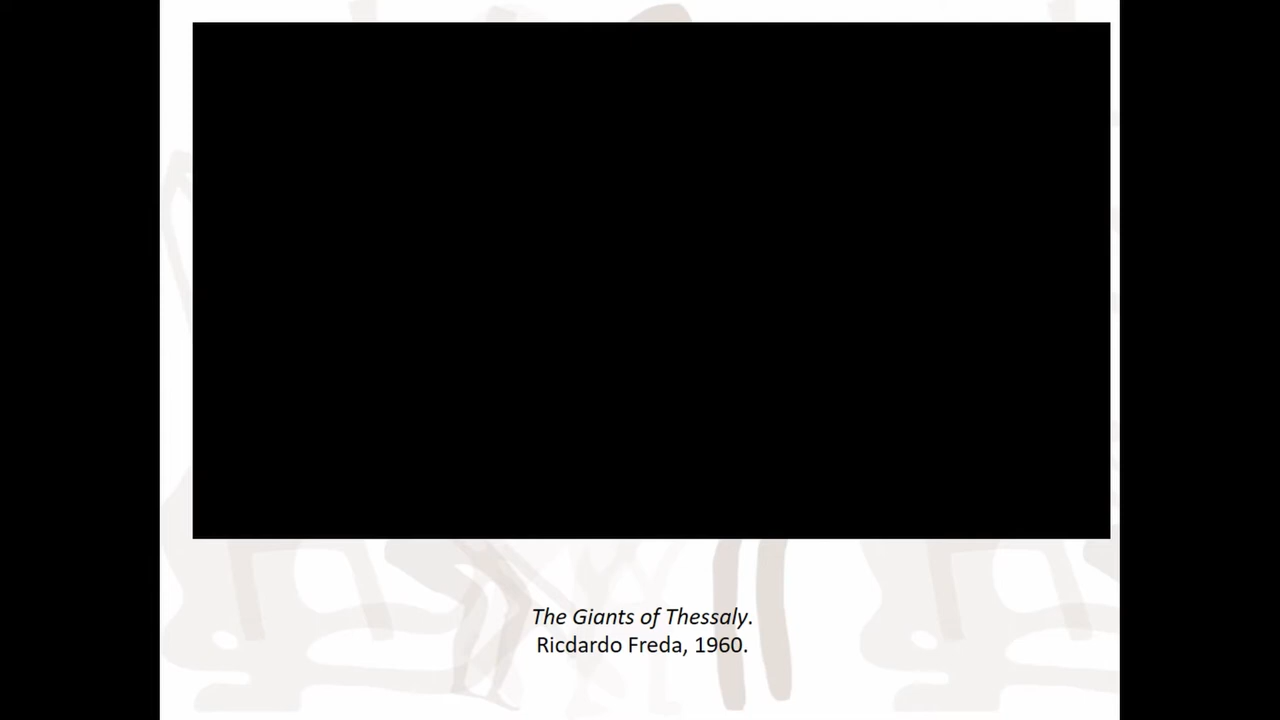 The Giants of Thessaly.
Ricdardo Freda, 1960.